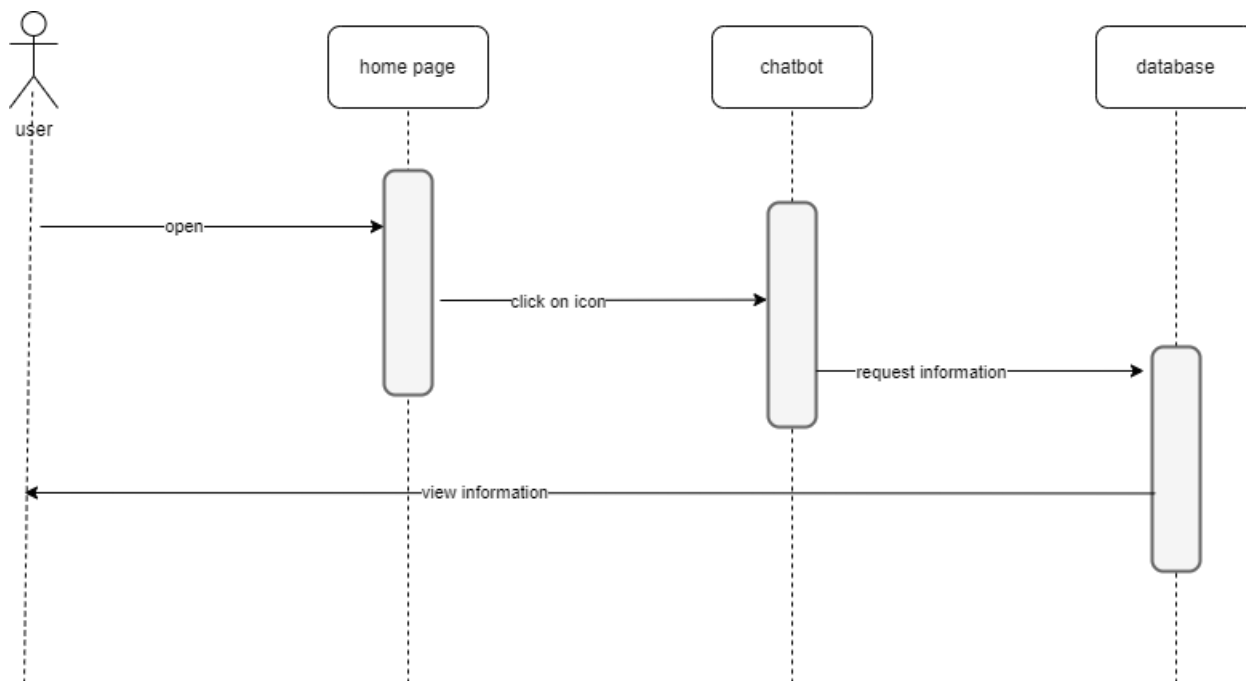 home page
chatbot
database
user
open
click on icon
request information
view information